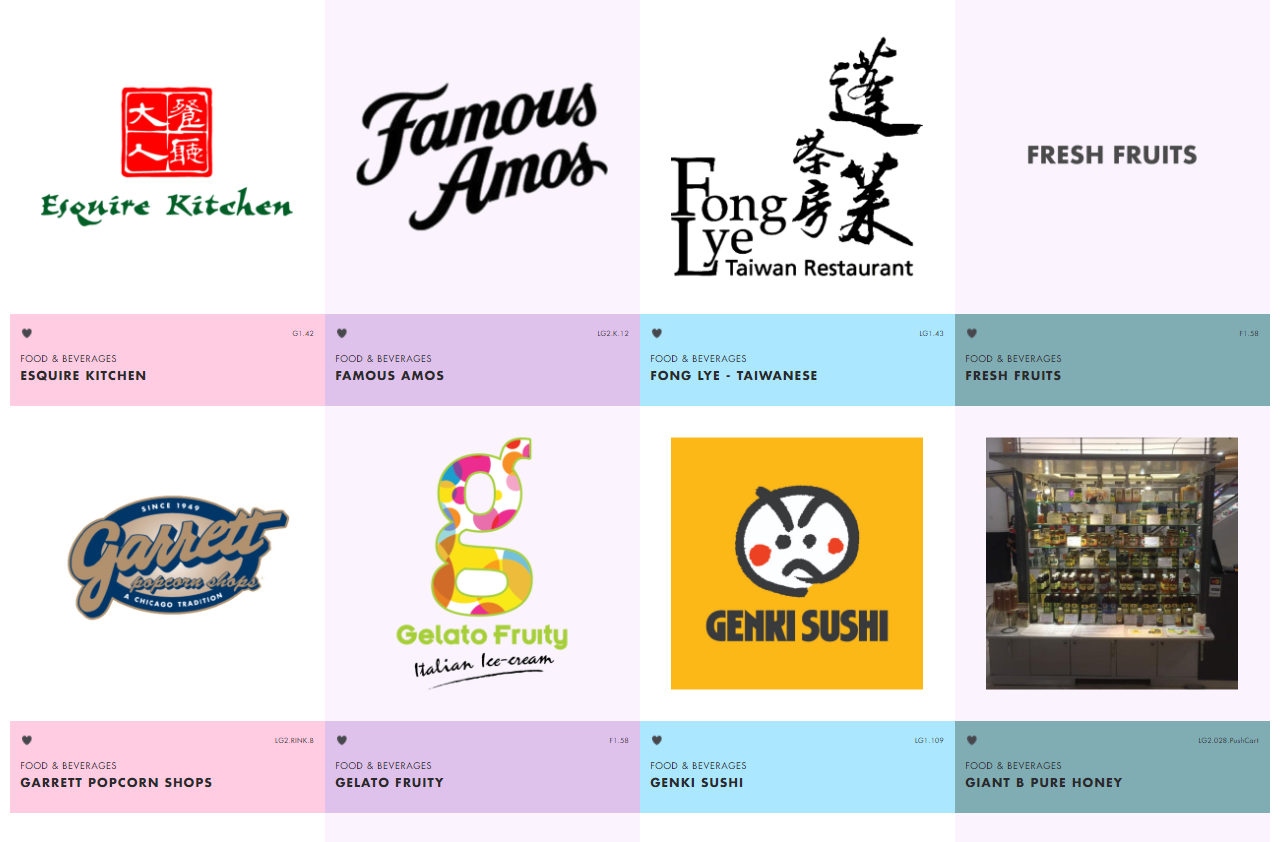 大餐
人聽
Esquire Kitchen
Famous
Amos
蓬
萊
茶
房
Fong
Lye
Taiwan Restaurant
FRESH FRUITS
G1.42
FOOD & BEVERAGES
ESQUIRE KITCHEN
LG2.K.12
FOOD & BEVERAGES
FAMOUS AMOS
LG1.43
FOOD & BEVERAGES
FONG LYE - TAIWANESE
F1.58
FOOD & BEVERAGES
FRESH FRUITS
SINCE 1949
Garrett
popcorn shops
A CHICAGO TRADITION
g
Gelato Fruity
Italian Ice-cream
GENKI SUSHI
LG2.RINK.B
FOOD & BEVERAGES
GARRETT POPCORN SHOPS
F1.58
FOOD & BEVERAGES
GELATO FRUITY
LG1.109
FOOD & BEVERAGES
GENKI SUSHI
LG2.028.PushCart
FOOD & BEVERAGES
GIANT B PURE HONEY